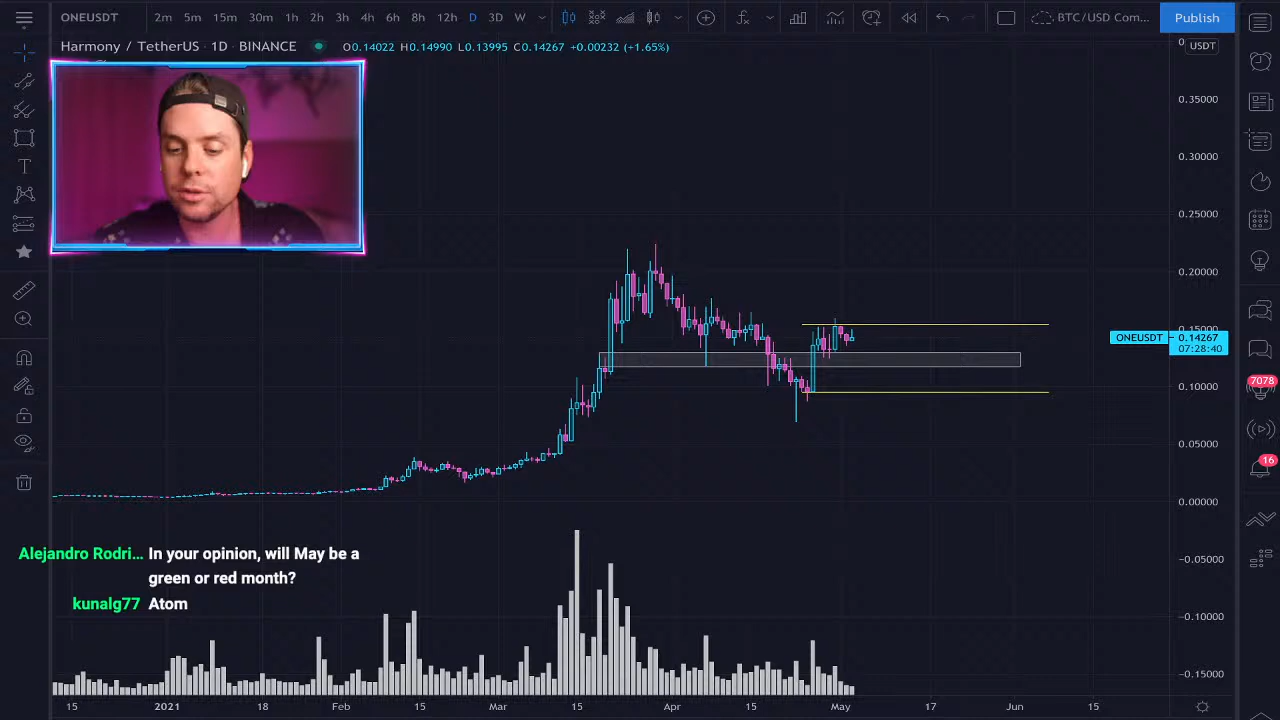 ONEUSDT 2m 5m 15m 30m 1h 2h 3h 4h 6h 8h 12h D 3D W BTC/USD Com... Publish
Harmony / TetherUS · 1D · BINANCE O0.14022 H0.14990 L0.13995 C0.14267 +0.00232 (+1.65%)
USDT
0.35000
0.30000
0.25000
0.20000
0.15000
ONEUSDT 0.14267
07:28:40
0.10000
0.05000
0.00000
-0.05000
-0.10000
-0.15000
7078
16
T
Alejandro Rodri... In your opinion, will May be a
green or red month?
kunalg77 Atom
15 2021 18 Feb 15 Mar 15 Apr 15 May 17 Jun 15